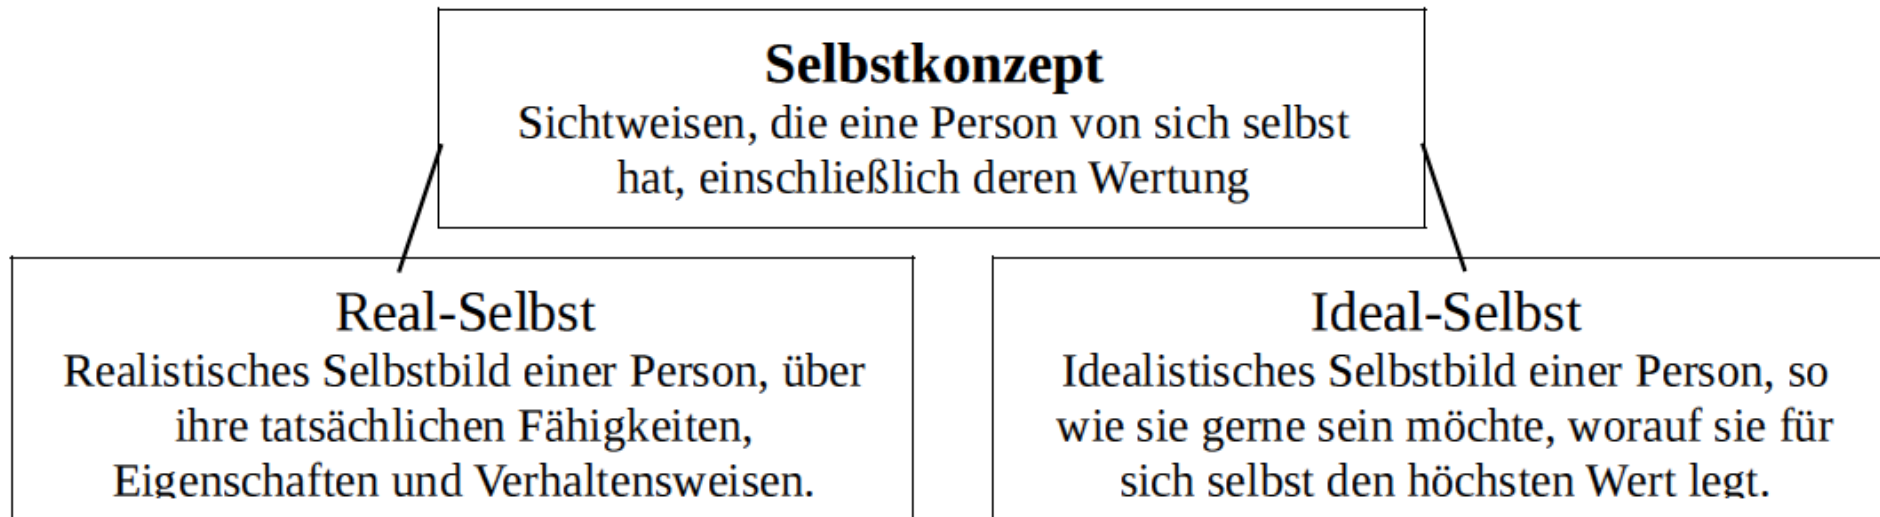 Selbstkonzept
Sichtweisen, die eine Person von sich selbst
hat, einschließlich deren Wertung
Real-Selbst
Realistisches Selbstbild einer Person, über
ihre tatsächlichen Fähigkeiten,
Eigenschaften und Verhaltensweisen.
Ideal-Selbst
Idealistisches Selbstbild einer Person, so
wie sie gerne sein möchte, worauf sie für
sich selbst den höchsten Wert legt.